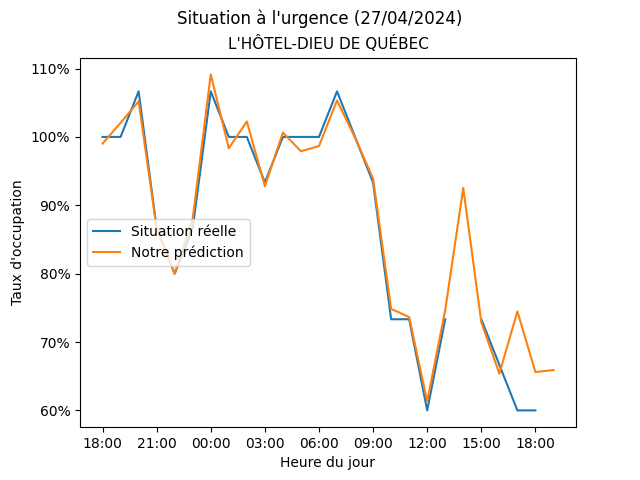 Situation à l'urgence (27/04/2024)
L'HÔTEL-DIEU DE QUÉBEC
110%
100%
90%
80%
70%
60%
Taux d'occupation
Situation réelle
Notre prédiction
18:00 21:00 00:00 03:00 06:00 09:00 12:00 15:00 18:00
Heure du jour